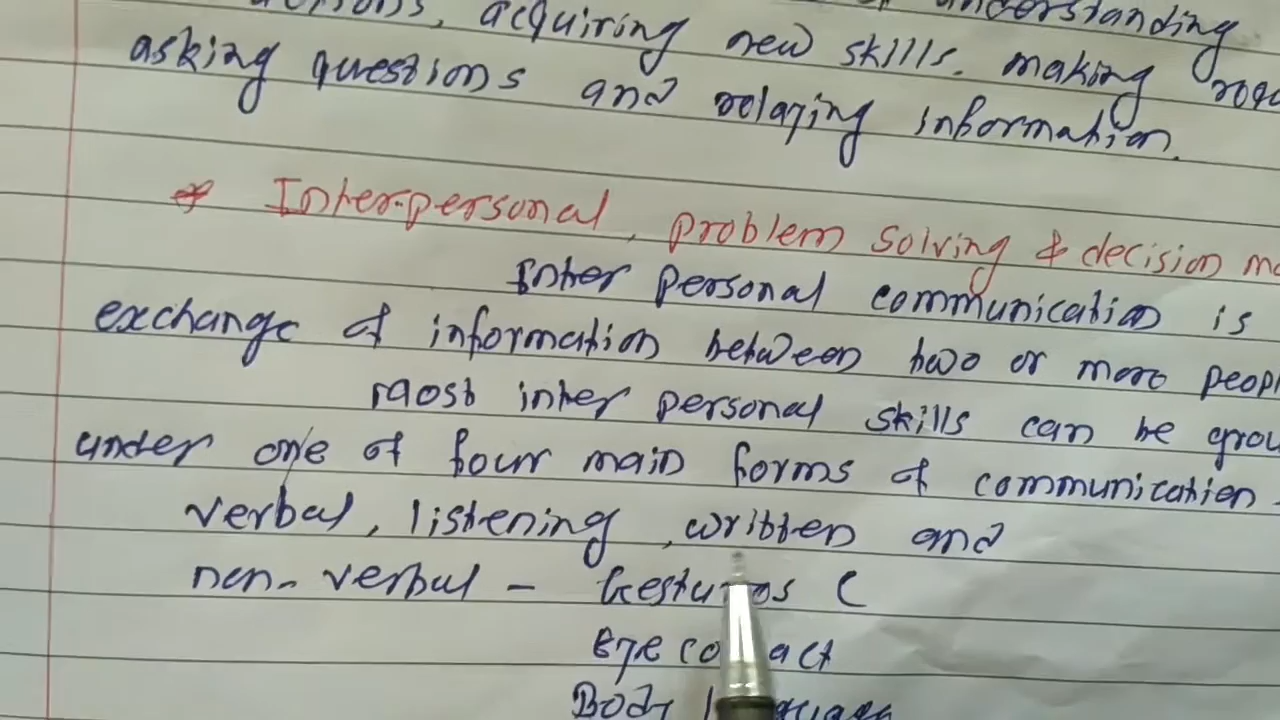 acquiring new skills. making
asking questions and relaying information.
* Interpersonal, problem solving & decision
Inter personal communication is
exchange of information between two or more
Most inter personal skills can be
under one of four main forms of communication
verbal, listening, written and
non-verbal - Gestures (
Eye contact
Body